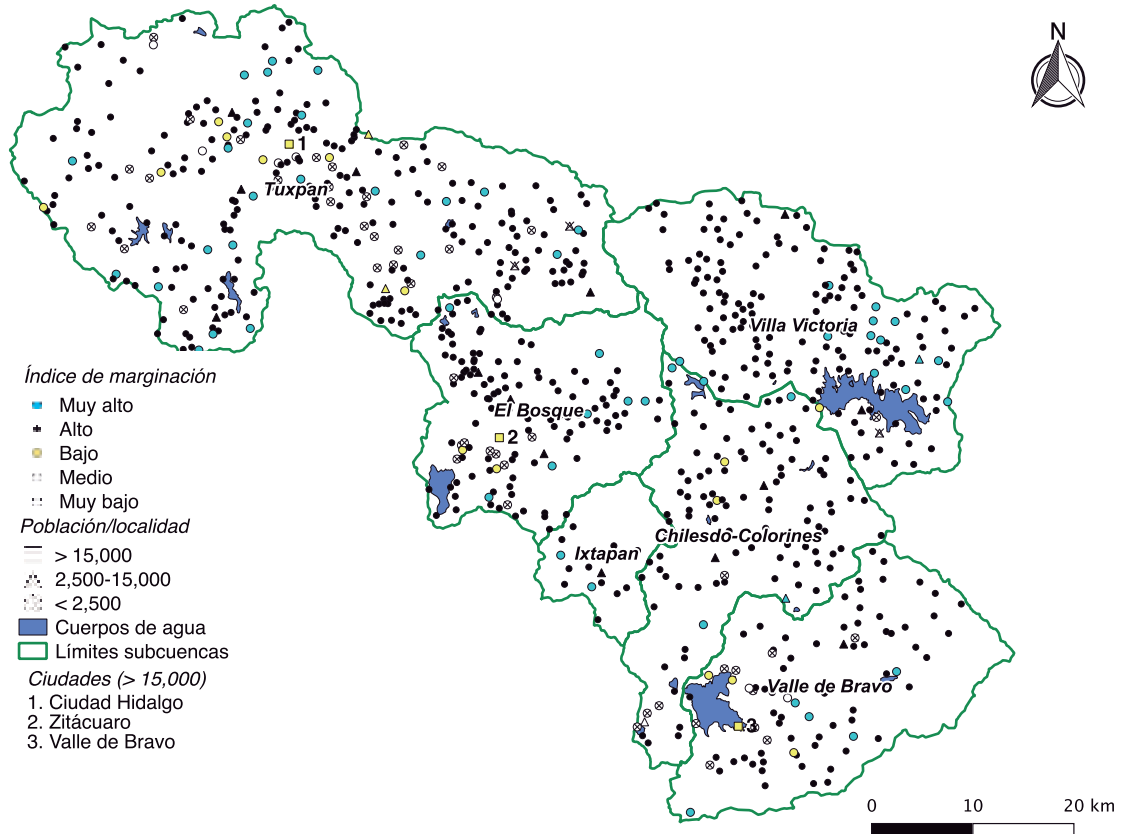 N
1
Tuxpan
Villa Victoria
El Bosque
2
Ixtapan
Chilesdo-Colorines
Valle de Bravo
3
Índice de marginación
Muy alto
Alto
Bajo
Medio
Muy bajo
Población/localidad
> 15,000
2,500-15,000
< 2,500
Cuerpos de agua
Límites subcuencas
Ciudades (> 15,000)
1. Ciudad Hidalgo
2. Zitácuaro
3. Valle de Bravo
0 10 20 km